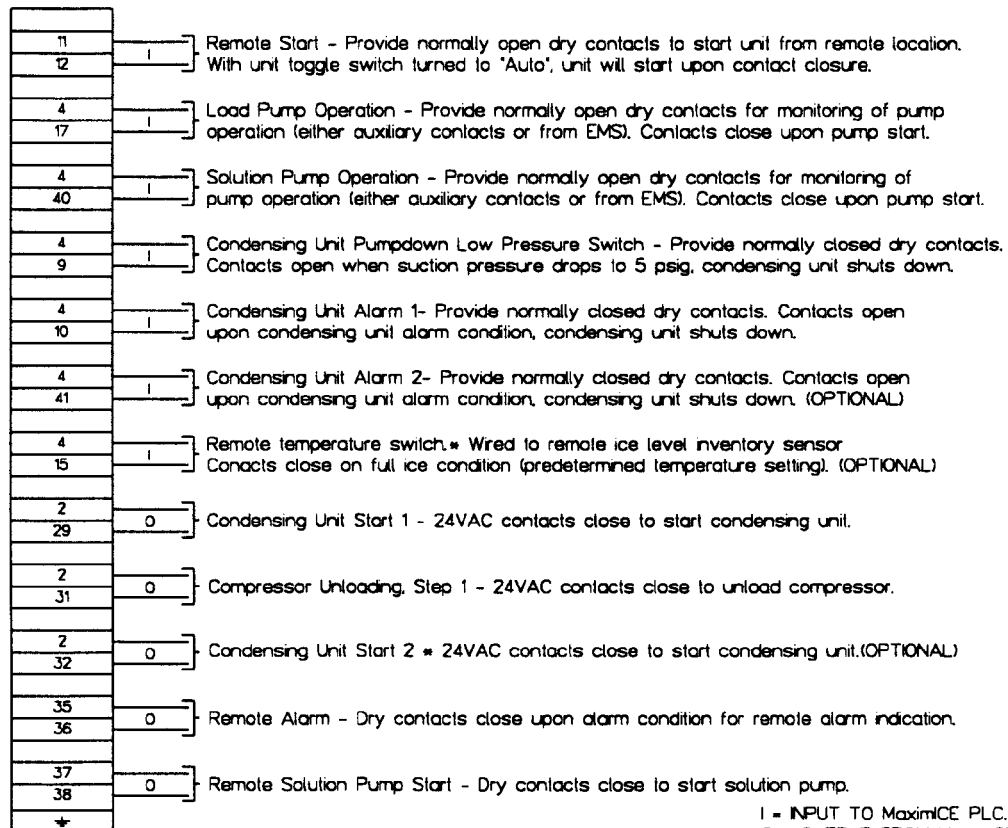 11
12
I
Remote Start - Provide normally open dry contacts to start unit from remote location.
With unit toggle switch turned to "Auto", unit will start upon contact closure.
4
17
I
Load Pump Operation - Provide normally open dry contacts for monitoring of pump
operation (either auxiliary contacts or from EMS). Contacts close upon pump start.
4
40
I
Solution Pump Operation - Provide normally open dry contacts for monitoring of
pump operation (either auxiliary contacts or from EMS). Contacts close upon pump start.
4
9
I
Condensing Unit Pumpdown Low Pressure Switch - Provide normally closed dry contacts.
Contacts open when suction pressure drops to 5 psig, condensing unit shuts down.
4
10
I
Condensing Unit Alarm 1- Provide normally closed dry contacts. Contacts open
upon condensing unit alarm condition, condensing unit shuts down.
4
41
I
Condensing Unit Alarm 2- Provide normally closed dry contacts. Contacts open
upon condensing unit alarm condition, condensing unit shuts down. (OPTIONAL)
4
15
I
Remote temperature switch.* Wired to remote ice level inventory sensor
Conacts close on full ice condition (predetermined temperature setting). (OPTIONAL)
2
29
O
Condensing Unit Start 1 - 24VAC contacts close to start condensing unit.
2
31
O
Compressor Unloading, Step 1 - 24VAC contacts close to unload compressor.
2
32
O
Condensing Unit Start 2 * 24VAC contacts close to start condensing unit.(OPTIONAL)
35
36
O
Remote Alarm - Dry contacts close upon alarm condition for remote alarm indication.
37
38
O
Remote Solution Pump Start - Dry contacts close to start solution pump.
I = INPUT TO MaximICE PLC